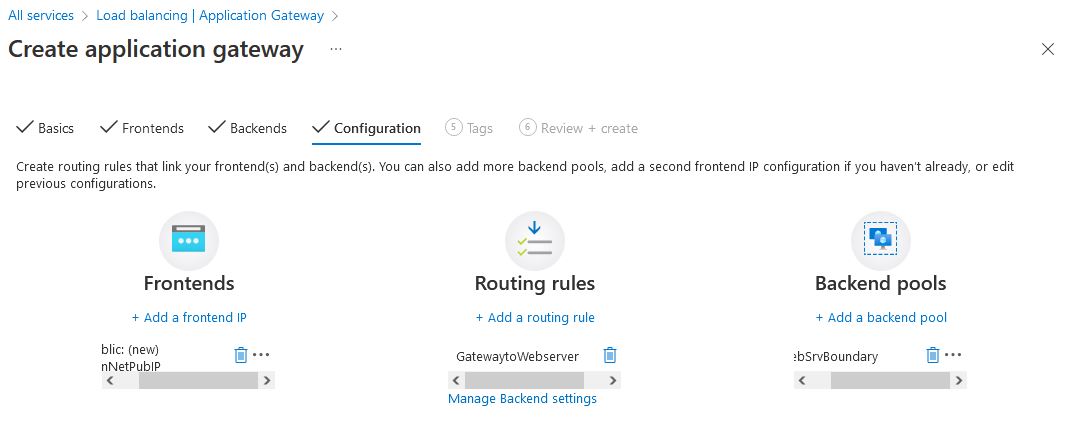 All services > Load balancing | Application Gateway >
Create application gateway ...
Basics Frontends Backends Configuration 5 Tags 6 Review + create
Create routing rules that link your frontend(s) and backend(s). You can also add more backend pools, add a second frontend IP configuration if you haven't already, or edit
previous configurations.
Frontends Routing rules Backend pools
+ Add a frontend IP + Add a routing rule + Add a backend pool
blic: (new)
nNetPubIP
GatewaytoWebserver
ebSrvBoundary
Manage Backend settings